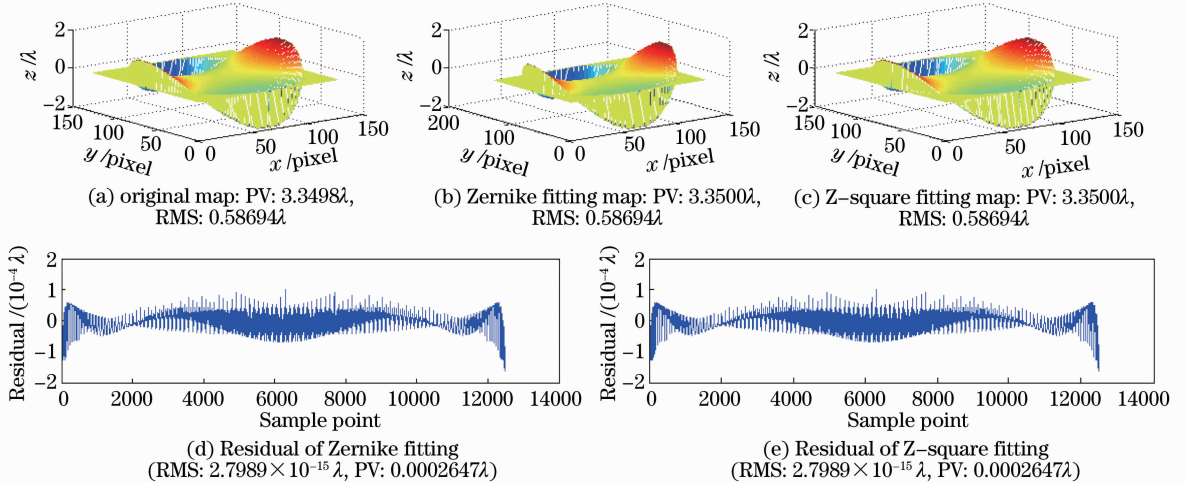 2
0
−2
z /λ
150
100
50
0
y /pixel
0
50
100
150
x /pixel
(a) original map: PV: 3.3498λ,
RMS: 0.58694λ
2
0
−2
z /λ
200
100
0
y /pixel
0
50
100
150
x /pixel
(b) Zernike fitting map: PV: 3.3500λ,
RMS: 0.58694λ
2
0
−2
z /λ
150
100
50
0
y /pixel
0
50
100
150
x /pixel
(c) Z−square fitting map: PV: 3.3500λ,
RMS: 0.58694λ
Residual /(10⁻⁴ λ)
2
1
0
−1
−2
0 2000 4000 6000 8000 10000 12000 14000
Sample point
(d) Residual of Zernike fitting
(RMS: 2.7989×10⁻¹⁵ λ, PV: 0.0002647λ)
Residual /(10⁻⁴ λ)
2
1
0
−1
−2
0 2000 4000 6000 8000 10000 12000 14000
Sample point
(e) Residual of Z−square fitting
(RMS: 2.7989×10⁻¹⁵ λ, PV: 0.0002647λ)